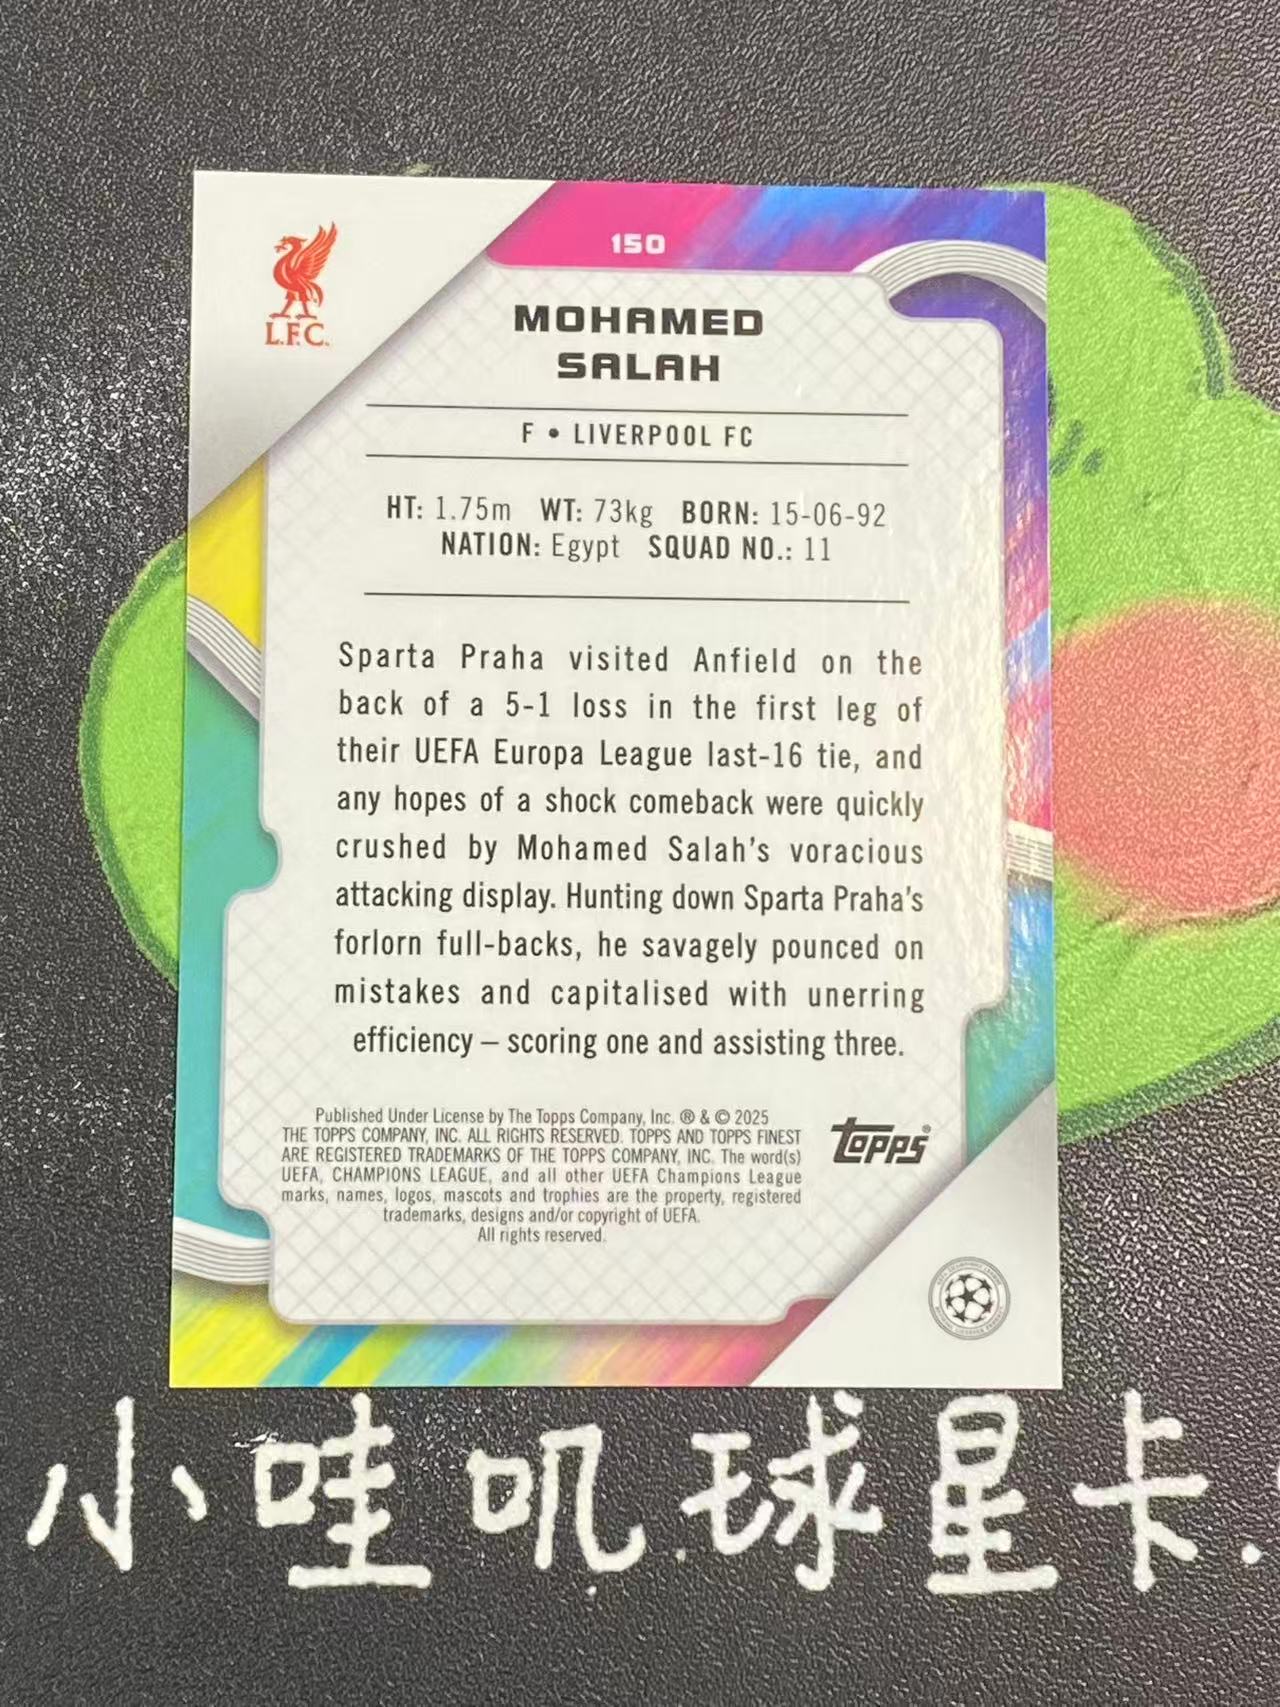 150
L.F.C.
MOHAMED
SALAH
F • LIVERPOOL FC
HT: 1.75m WT: 73kg BORN: 15-06-92
NATION: Egypt SQUAD NO.: 11
Sparta Praha visited Anfield on the
back of a 5-1 loss in the first leg of
their UEFA Europa League last-16 tie, and
any hopes of a shock comeback were quickly
crushed by Mohamed Salah's voracious
attacking display. Hunting down Sparta Praha's
forlorn full-backs, he savagely pounced on
mistakes and capitalised with unerring
efficiency – scoring one and assisting three.
Published Under License by The Topps Company, Inc. ® & © 2025
THE TOPPS COMPANY, INC. ALL RIGHTS RESERVED. TOPPS AND TOPPS FINEST
ARE REGISTERED TRADEMARKS OF THE TOPPS COMPANY, INC. The word(s)
UEFA, CHAMPIONS LEAGUE, and all other UEFA Champions League
marks, names, logos, mascots and trophies are the property, registered
trademarks, designs and/or copyright of UEFA.
All rights reserved.
TOPPS®
小哇叽球星卡.